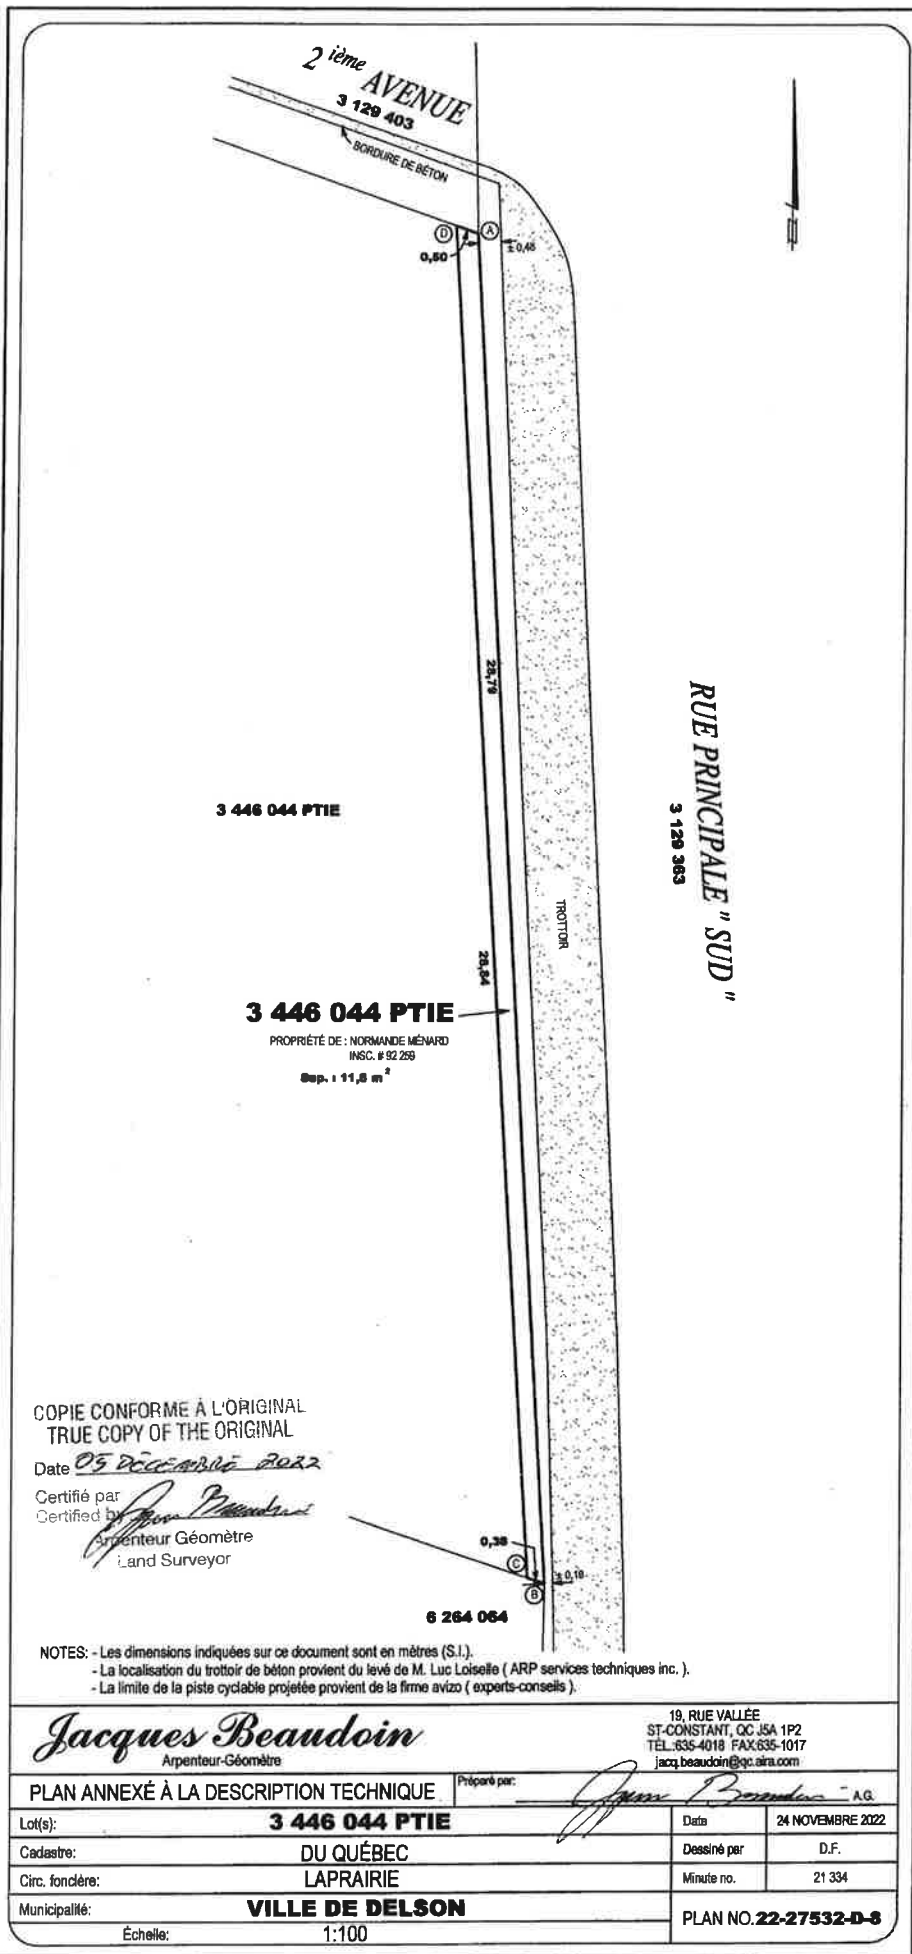 2 ième AVENUE
3 129 403
BORDURE DE BÉTON
D
A
0,50
± 0,48
28,79
RUE PRINCIPALE " SUD "
3 129 363
3 446 044 PTIE
TROTTOIR
28,84
3 446 044 PTIE
PROPRIÉTÉ DE : NORMANDE MÉNARD
INSC. # 92 259
Sup. : 11,6 m²
COPIE CONFORME À L'ORIGINAL
TRUE COPY OF THE ORIGINAL
Date 05 DÉCEMBRE 2022
Certifié par
Certified by
Arpenteur Géomètre
Land Surveyor
0,38
C
B
± 0,19
6 264 064
NOTES: - Les dimensions indiquées sur ce document sont en mètres (S.I.).
- La localisation du trottoir de béton provient du levé de M. Luc Loiselle ( ARP services techniques inc. ).
- La limite de la piste cyclable projetée provient de la firme avizo ( experts-conseils ).
Jacques Beaudoin
Arpenteur-Géomètre
19, RUE VALLÉE
ST-CONSTANT, QC J5A 1P2
TÉL.:635-4018 FAX:635-1017
jacq.beaudoin@qc.aira.com
PLAN ANNEXÉ À LA DESCRIPTION TECHNIQUE
Préparé par:
A.G.
Lot(s): 3 446 044 PTIE
Date 24 NOVEMBRE 2022
Cadastre: DU QUÉBEC
Dessiné par D.F.
Circ. foncière: LAPRAIRIE
Minute no. 21 334
Municipalité: VILLE DE DELSON
PLAN NO. 22-27532-D-8
Échelle: 1:100